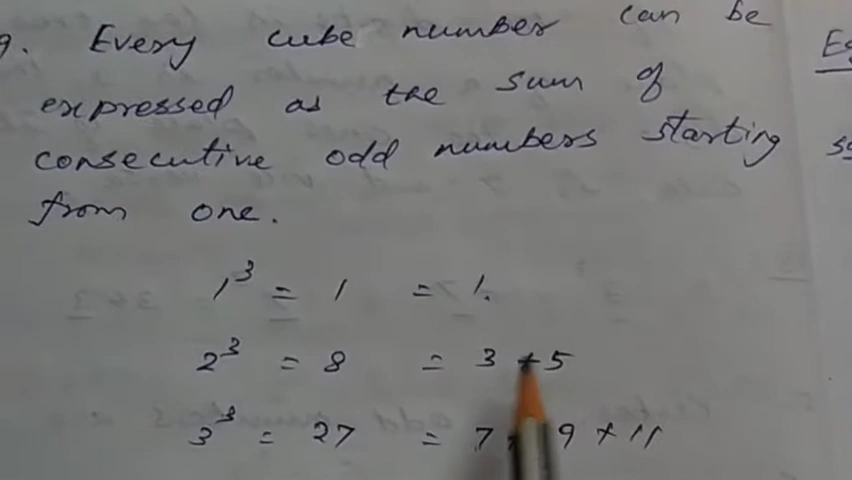 9. Every cube number can be
expressed as the sum of
consecutive odd numbers starting
from one.
1³ = 1 = 1.
2³ = 8 = 3 + 5
3³ = 27 = 7 + 9 + 11